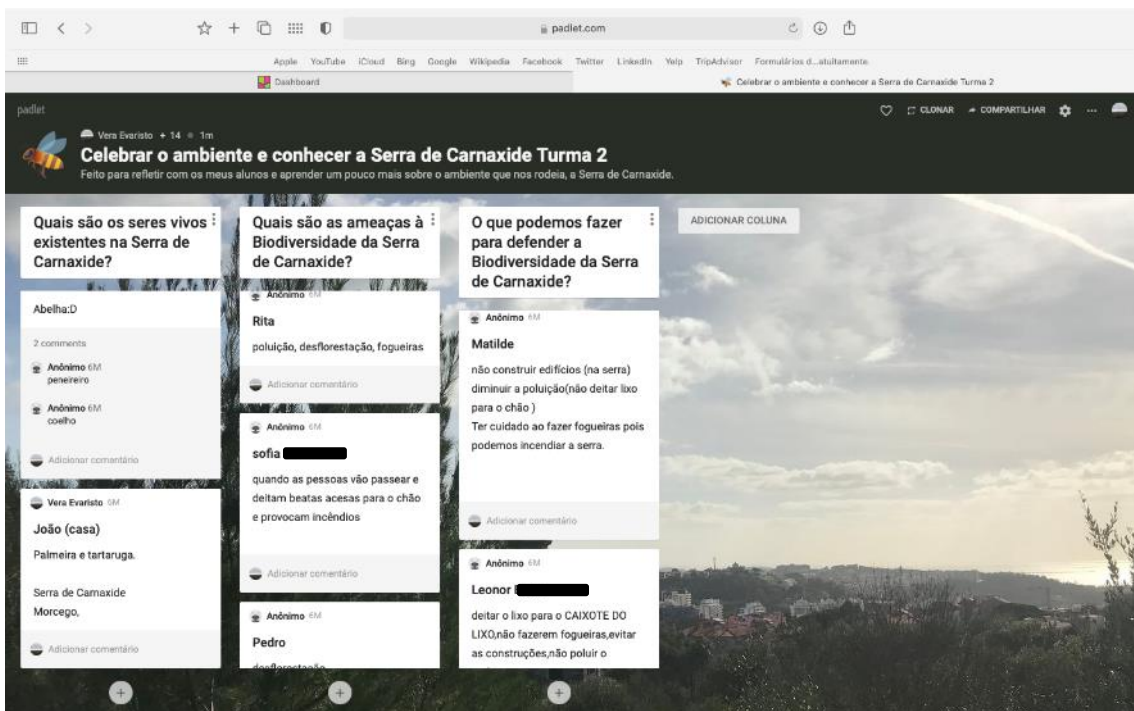 padlet.com
Apple YouTube iCloud Bing Google Wikipedia Facebook Twitter LinkedIn Yelp TripAdvisor Formulários d...atuitamente
Dashboard
Celebrar o ambiente e conhecer a Serra de Carnaxide Turma 2
padlet
CLONAR
COMPARTILHAR
Vera Evaristo + 14 1m
Celebrar o ambiente e conhecer a Serra de Carnaxide Turma 2
Feito para refletir com os meus alunos e aprender um pouco mais sobre o ambiente que nos rodeia, a Serra de Carnaxide.
Quais são os seres vivos
existentes na Serra de
Carnaxide?
Abelha:D
2 comments
Anônimo 6M
peneireiro
Anônimo 6M
coelho
Adicionar comentário
Vera Evaristo 6M
João (casa)
Palmeira e tartaruga.
Serra de Carnaxide
Morcego,
Adicionar comentário
Quais são as ameaças à
Biodiversidade da Serra
de Carnaxide?
Anônimo 6M
Rita
poluição, desflorestação, fogueiras
Adicionar comentário
Anônimo 6M
sofia
quando as pessoas vão passear e
deitam beatas acesas para o chão
e provocam incêndios
Adicionar comentário
Anônimo 6M
Pedro
desflorestação
O que podemos fazer
para defender a
Biodiversidade da Serra
de Carnaxide?
Anônimo 6M
Matilde
não construir edifícios (na serra)
diminuir a poluição(não deitar lixo
para o chão )
Ter cuidado ao fazer fogueiras pois
podemos incendiar a serra.
Adicionar comentário
Anônimo 6M
Leonor
deitar o lixo para o CAIXOTE DO
LIXO,não fazerem fogueiras,evitar
as construções,não poluir o
ADICIONAR COLUNA